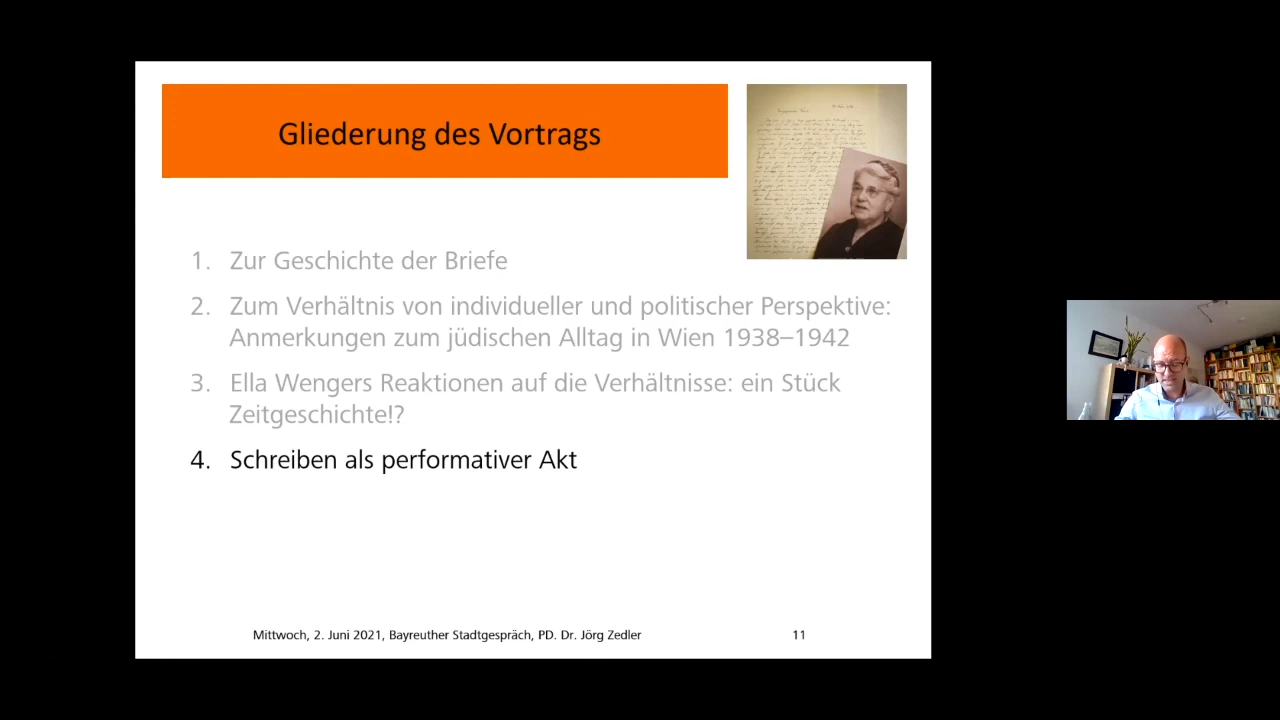 Gliederung des Vortrags
1. Zur Geschichte der Briefe
2. Zum Verhältnis von individueller und politischer Perspektive:
Anmerkungen zum jüdischen Alltag in Wien 1938–1942
3. Ella Wengers Reaktionen auf die Verhältnisse: ein Stück
Zeitgeschichte!?
4. Schreiben als performativer Akt
Mittwoch, 2. Juni 2021, Bayreuther Stadtgespräch, PD. Dr. Jörg Zedler
11